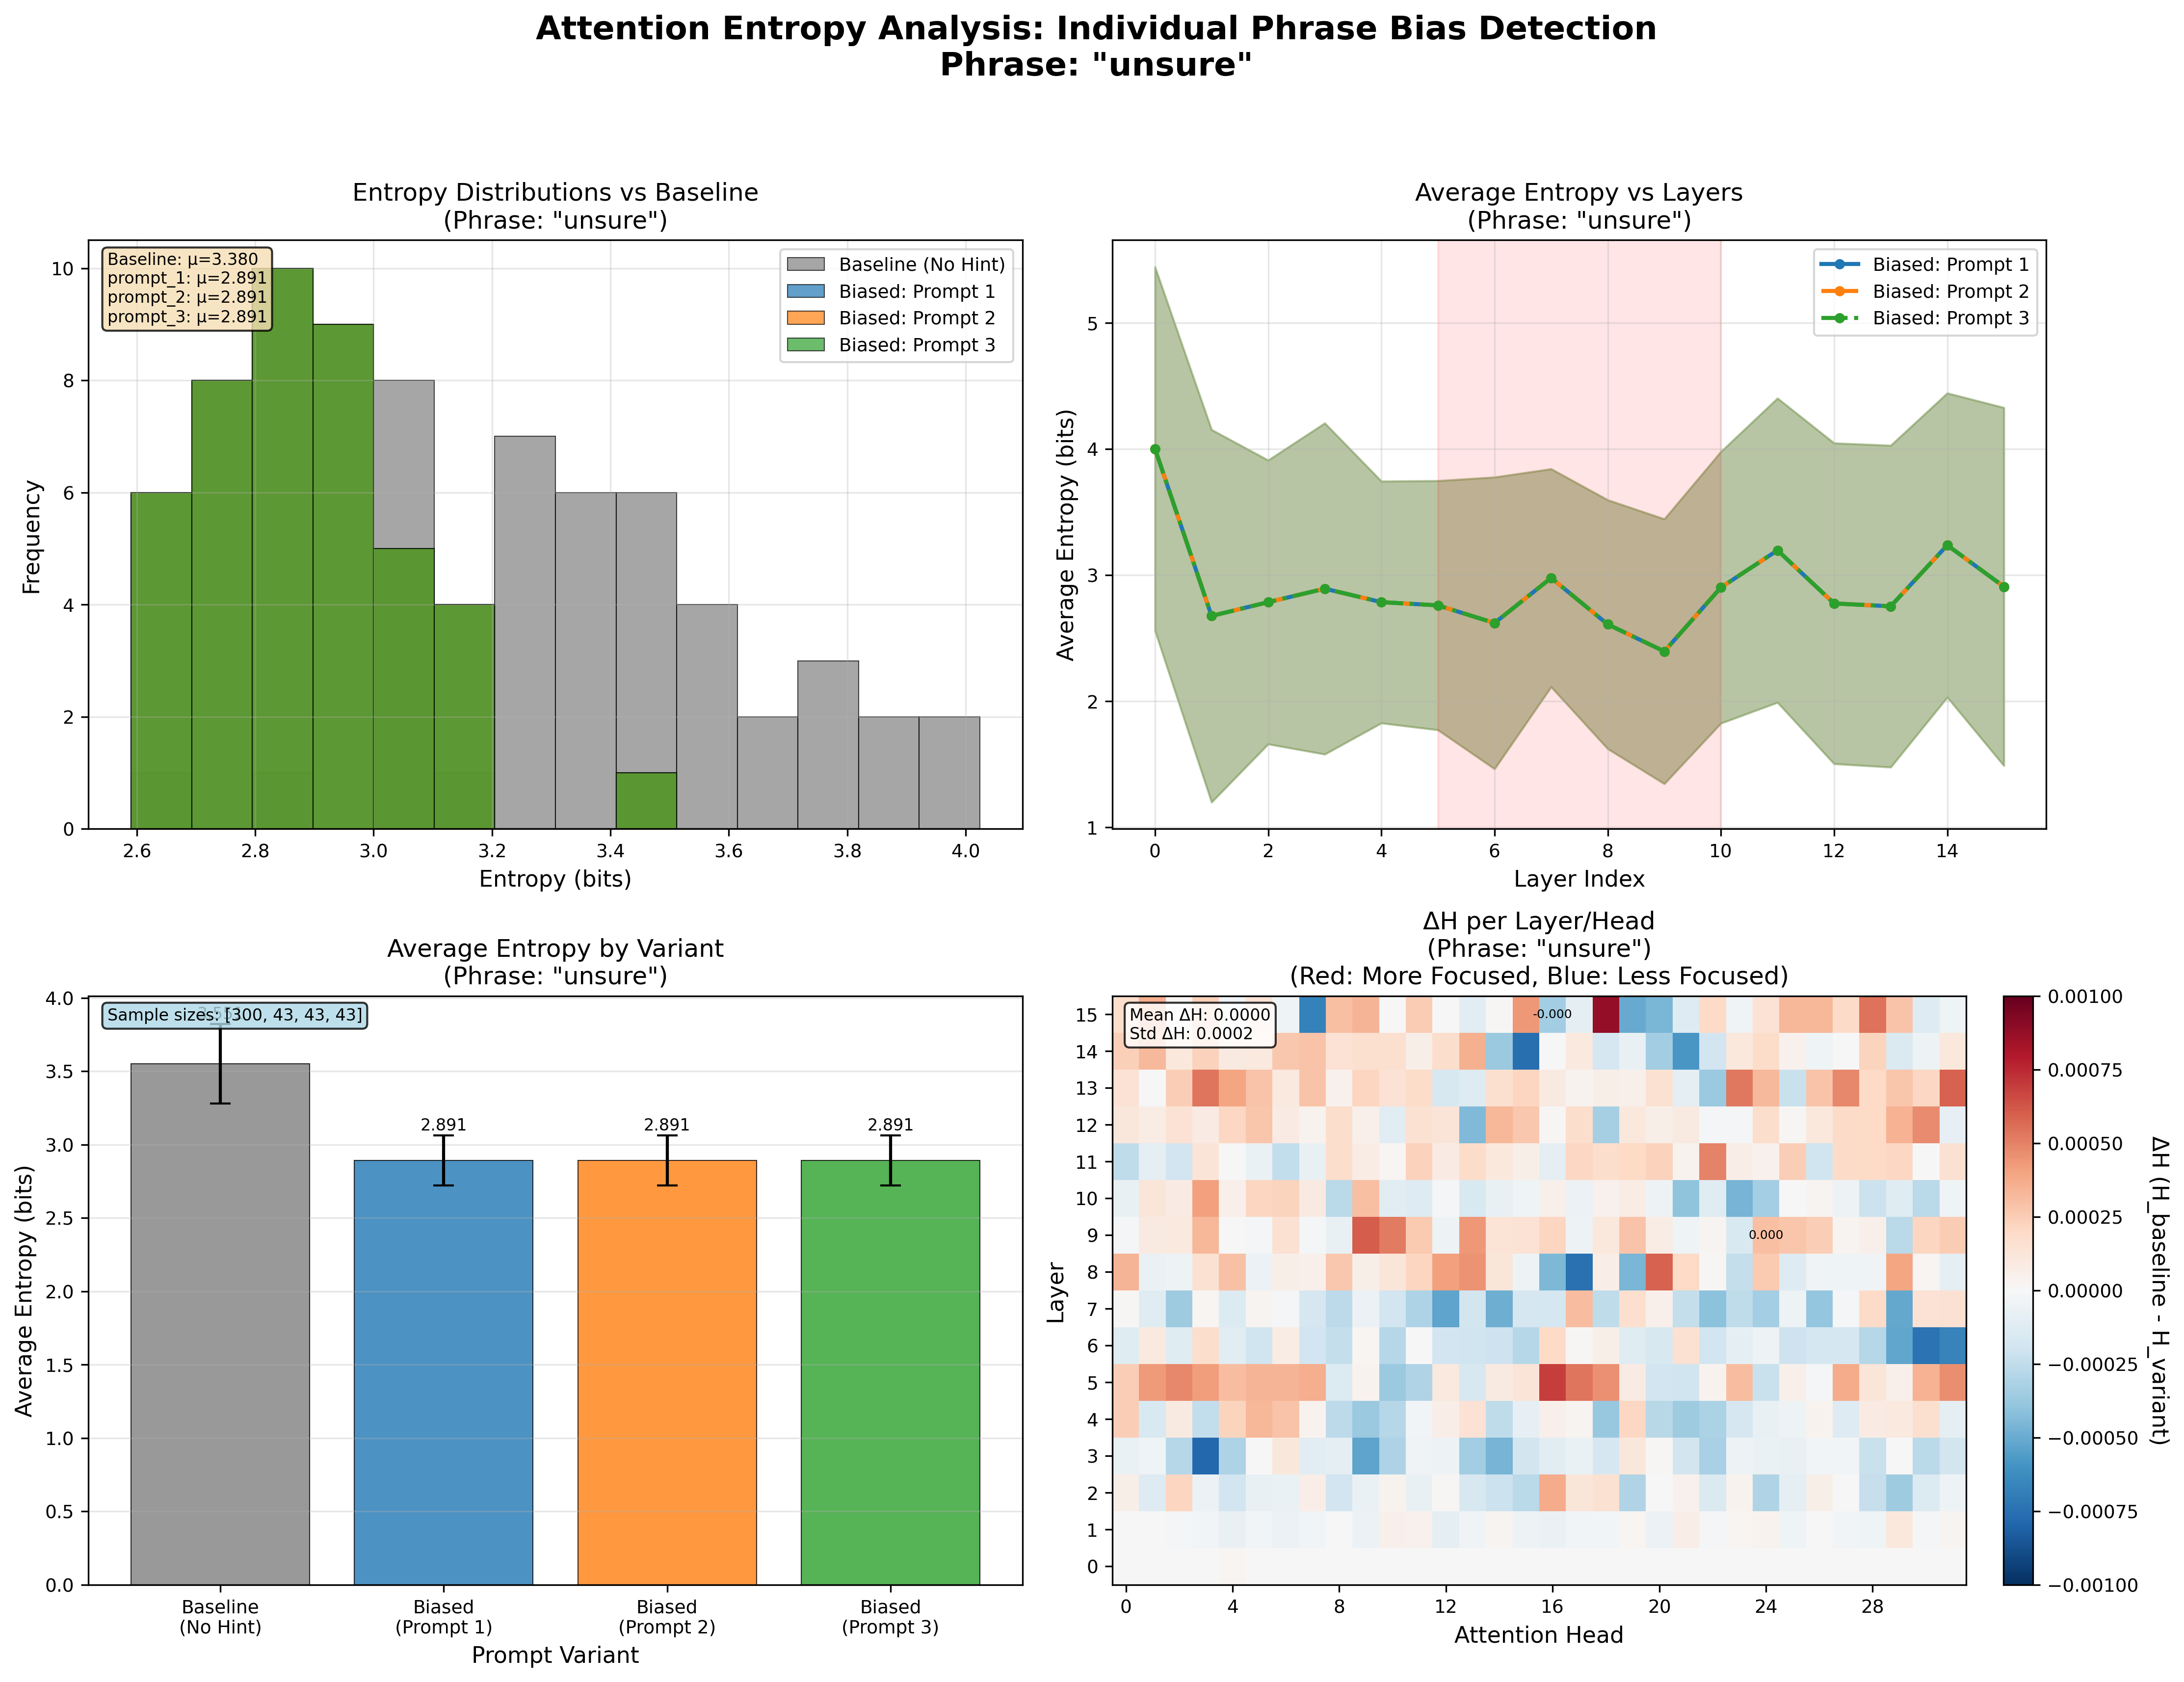 Attention Entropy Analysis: Individual Phrase Bias Detection
Phrase: "unsure"
Entropy Distributions vs Baseline
(Phrase: "unsure")
Baseline: μ=3.380
prompt_1: μ=2.891
prompt_2: μ=2.891
prompt_3: μ=2.891
Baseline (No Hint)
Biased: Prompt 1
Biased: Prompt 2
Biased: Prompt 3
Frequency
10
8
6
4
2
0
2.6 2.8 3.0 3.2 3.4 3.6 3.8 4.0
Entropy (bits)
Average Entropy vs Layers
(Phrase: "unsure")
Biased: Prompt 1
Biased: Prompt 2
Biased: Prompt 3
Average Entropy (bits)
5
4
3
2
1
0 2 4 6 8 10 12 14
Layer Index
Average Entropy by Variant
(Phrase: "unsure")
Sample sizes: [300, 43, 43, 43]
2.891 2.891 2.891
Average Entropy (bits)
4.0
3.5
3.0
2.5
2.0
1.5
1.0
0.5
0.0
Baseline
(No Hint)
Biased
(Prompt 1)
Biased
(Prompt 2)
Biased
(Prompt 3)
Prompt Variant
ΔH per Layer/Head
(Phrase: "unsure")
(Red: More Focused, Blue: Less Focused)
Mean ΔH: 0.0000
Std ΔH: 0.0002
-0.000
0.000
Layer
15
14
13
12
11
10
9
8
7
6
5
4
3
2
1
0
0 4 8 12 16 20 24 28
Attention Head
0.00100
0.00075
0.00050
0.00025
0.00000
−0.00025
−0.00050
−0.00075
−0.00100
ΔH (H_baseline - H_variant)